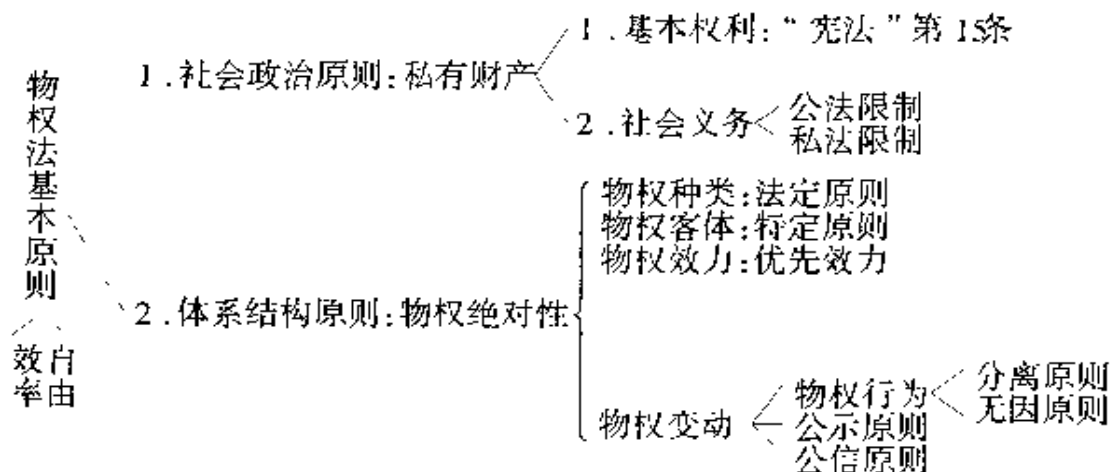 物权法基本原则
效率
自由
1.社会政治原则:私有财产
1.基本权利:“宪法”第15条
2.社会义务
公法限制
私法限制
2.体系结构原则:物权绝对性
物权种类:法定原则
物权客体:特定原则
物权效力:优先效力
物权变动
物权行为
分离原则
无因原则
公示原则
公信原则